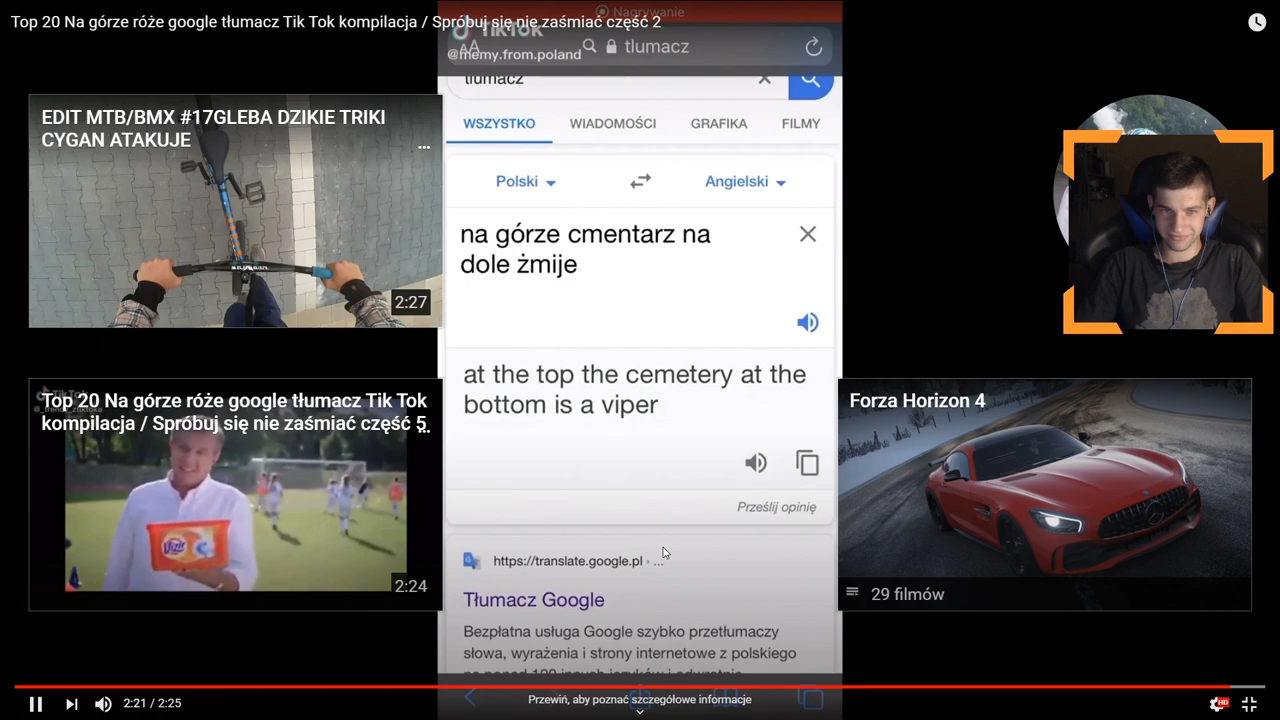 Top 20 Na górze róże google tłumacz Tik Tok kompilacja / Spróbuj się nie zaśmiać część 2
Nagrywanie
TikTok
@memy.from.poland
AA
tlumacz
tlumacz
WSZYSTKO WIADOMOŚCI GRAFIKA FILMY
Polski Angielski
na górze cmentarz na
dole żmije
at the top the cemetery at the
bottom is a viper
Prześlij opinię
https://translate.google.pl › ...
Tłumacz Google
Bezpłatna usługa Google szybko przetłumaczy
słowa, wyrażenia i strony internetowe z polskiego
EDIT MTB/BMX #17GLEBA DZIKIE TRIKI
CYGAN ATAKUJE
...
2:27
Top 20 Na górze róże google tłumacz Tik Tok
kompilacja / Spróbuj się nie zaśmiać część 5
Vizir
2:24
Forza Horizon 4
29 filmów
Przewiń, aby poznać szczegółowe informacje
2:21 / 2:25
HD